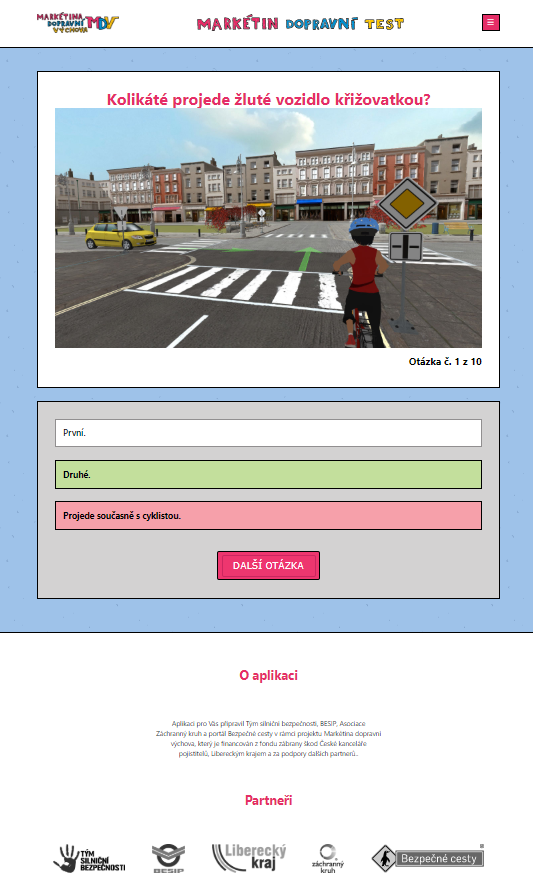 MARKÉTINA
DOPRAVNÍ
VÝCHOVA
MDV
MARKÉTIN DOPRAVNÍ TEST
Kolikáté projede žluté vozidlo křižovatkou?
Otázka č. 1 z 10
První.
Druhé.
Projede současně s cyklistou.
DALŠÍ OTÁZKA
O aplikaci
Aplikaci pro Vás připravil Tým silniční bezpečnosti, BESIP, Asociace
Záchranný kruh a portál Bezpečné cesty v rámci projektu Markétina dopravní
výchova, který je financován z fondu zábrany škod České kanceláře
pojistitelů, Libereckým krajem a za podpory dalších partnerů..
Partneři
TÝM
SILNIČNÍ
BEZPEČNOSTI
BESIP
Liberecký
kraj
záchranný
kruh
Bezpečné cesty